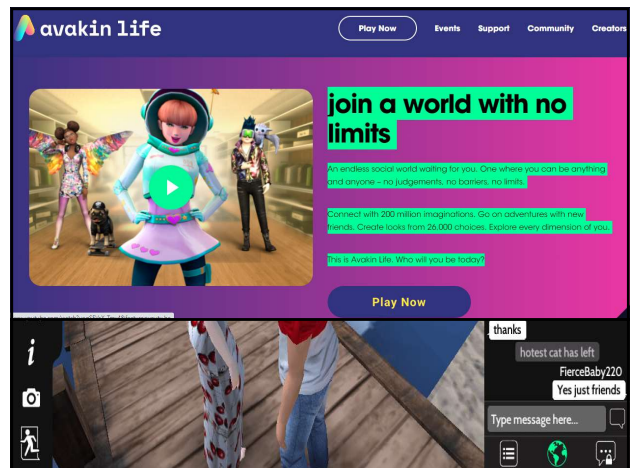 avakin life
Play Now
Events
Support
Community
Creators
join a world with no
limits
An endless social world waiting for you. One where you can be anything
and anyone – no judgements, no barriers, no limits.
Connect with 200 million imaginations. Go on adventures with new
friends. Create looks from 26,000 choices. Explore every dimension of you.
This is Avakin Life. Who will you be today?
Play Now
i
thanks
hotest cat has left
FierceBaby220
Yes just friends
Type message here...